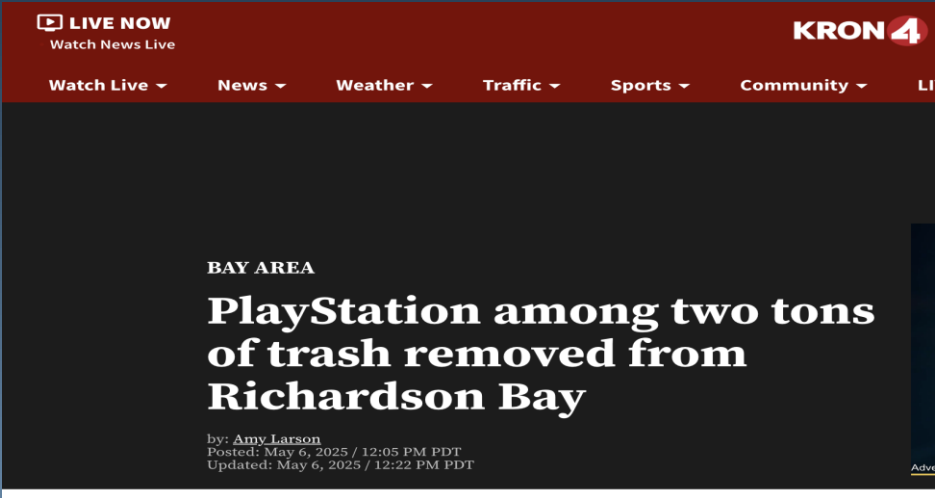 LIVE NOW
Watch News Live
KRON4
Watch Live News Weather Traffic Sports Community
BAY AREA
PlayStation among two tons
of trash removed from
Richardson Bay
by: Amy Larson
Posted: May 6, 2025 / 12:05 PM PDT
Updated: May 6, 2025 / 12:22 PM PDT